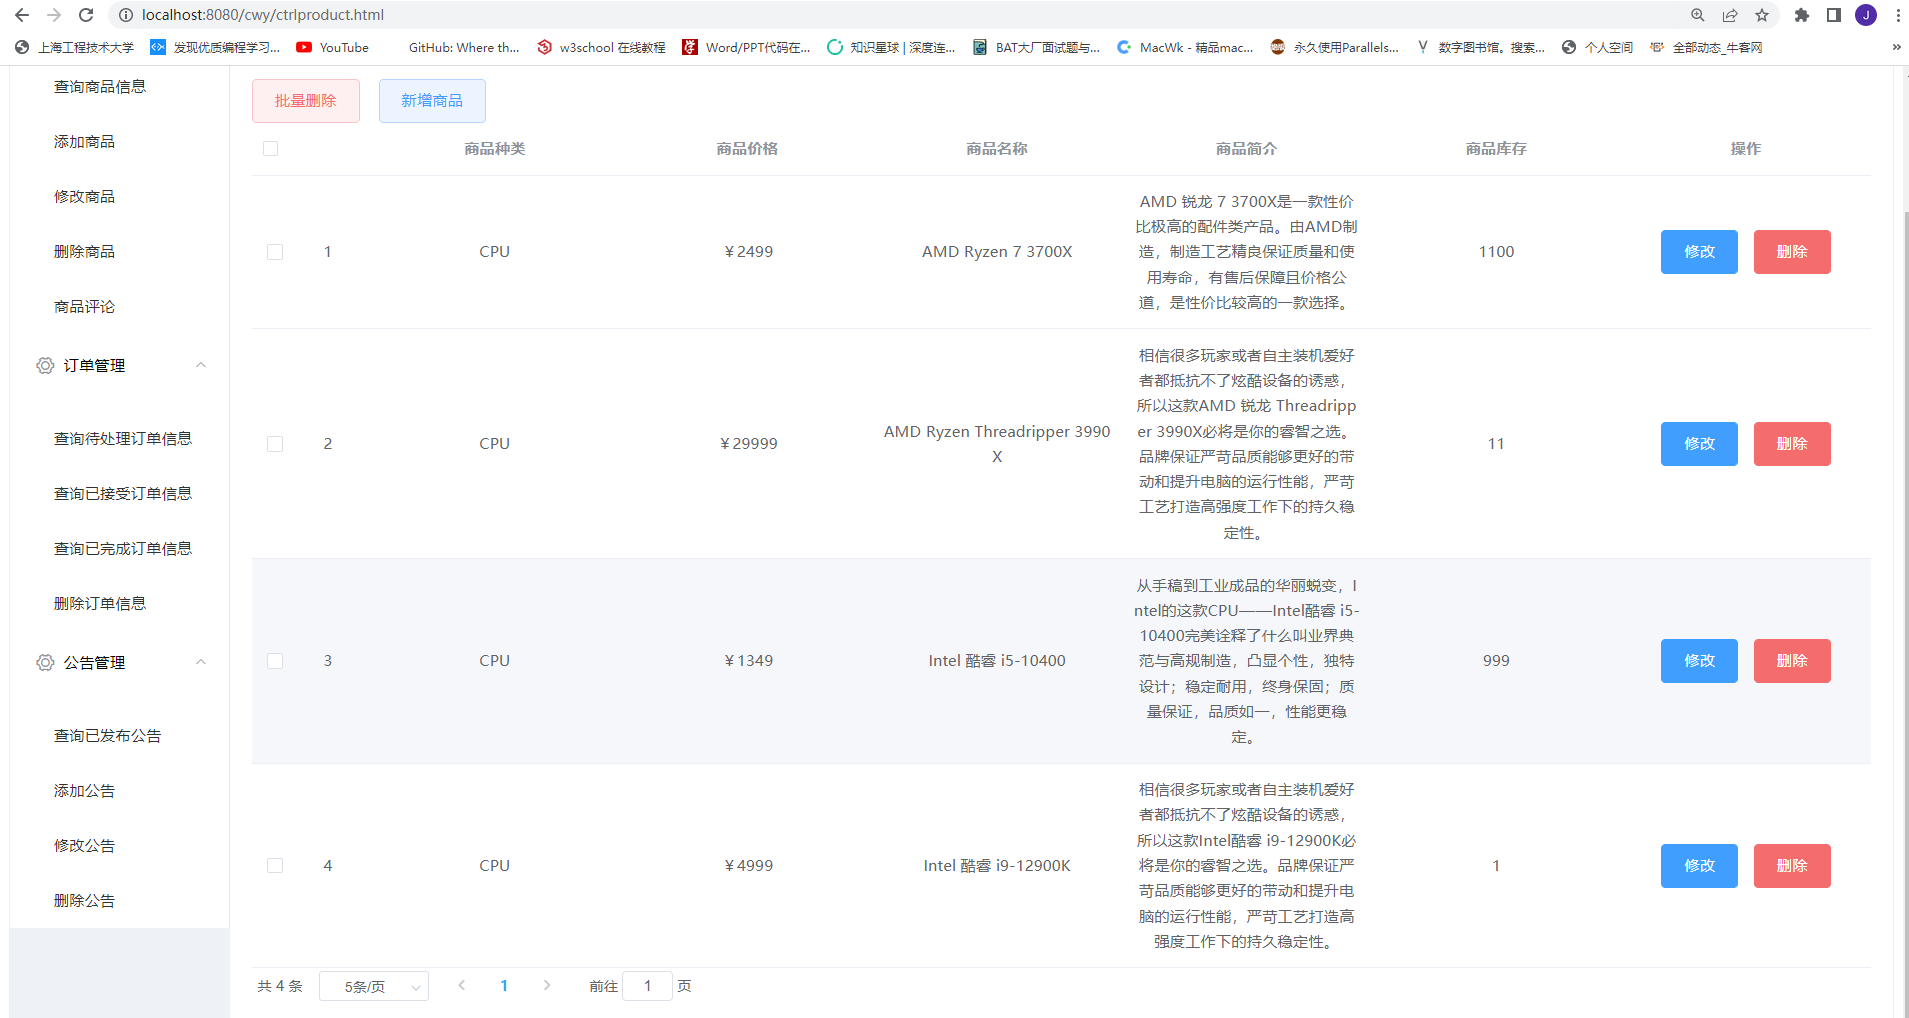 localhost:8080/cwy/ctrlproduct.html
J
上海工程技术大学 发现优质编程学习... YouTube GitHub: Where th... w3school 在线教程 Word/PPT代码在... 知识星球 | 深度连... BAT大厂面试题与... MacWk - 精品mac... 永久使用Parallels... 数字图书馆。搜索... 个人空间 全部动态_牛客网 »
查询商品信息
添加商品
修改商品
删除商品
商品评论
订单管理
查询待处理订单信息
查询已接受订单信息
查询已完成订单信息
删除订单信息
公告管理
查询已发布公告
添加公告
修改公告
删除公告
批量删除 新增商品
商品种类 商品价格 商品名称 商品简介 商品库存 操作
AMD 锐龙 7 3700X是一款性价
比极高的配件类产品。由AMD制
1 CPU ￥2499 AMD Ryzen 7 3700X 造，制造工艺精良保证质量和使 1100 修改 删除
用寿命，有售后保障且价格公
道，是性价比较高的一款选择。
相信很多玩家或者自主装机爱好
者都抵抗不了炫酷设备的诱惑，
所以这款AMD 锐龙 Threadripp
AMD Ryzen Threadripper 3990 er 3990X必将是你的睿智之选。
2 CPU ￥29999 11 修改 删除
X 品牌保证严苛品质能够更好的带
动和提升电脑的运行性能，严苛
工艺打造高强度工作下的持久稳
定性。
从手稿到工业成品的华丽蜕变，I
ntel的这款CPU——Intel酷睿 i5-
10400完美诠释了什么叫业界典
3 CPU ￥1349 Intel 酷睿 i5-10400 范与高规制造，凸显个性，独特 999 修改 删除
设计；稳定耐用，终身保固；质
量保证，品质如一，性能更稳
定。
相信很多玩家或者自主装机爱好
者都抵抗不了炫酷设备的诱惑，
所以这款Intel酷睿 i9-12900K必
4 CPU ￥4999 Intel 酷睿 i9-12900K 将是你的睿智之选。品牌保证严 1 修改 删除
苛品质能够更好的带动和提升电
脑的运行性能，严苛工艺打造高
强度工作下的持久稳定性。
共 4 条 5条/页 1 前往 1 页